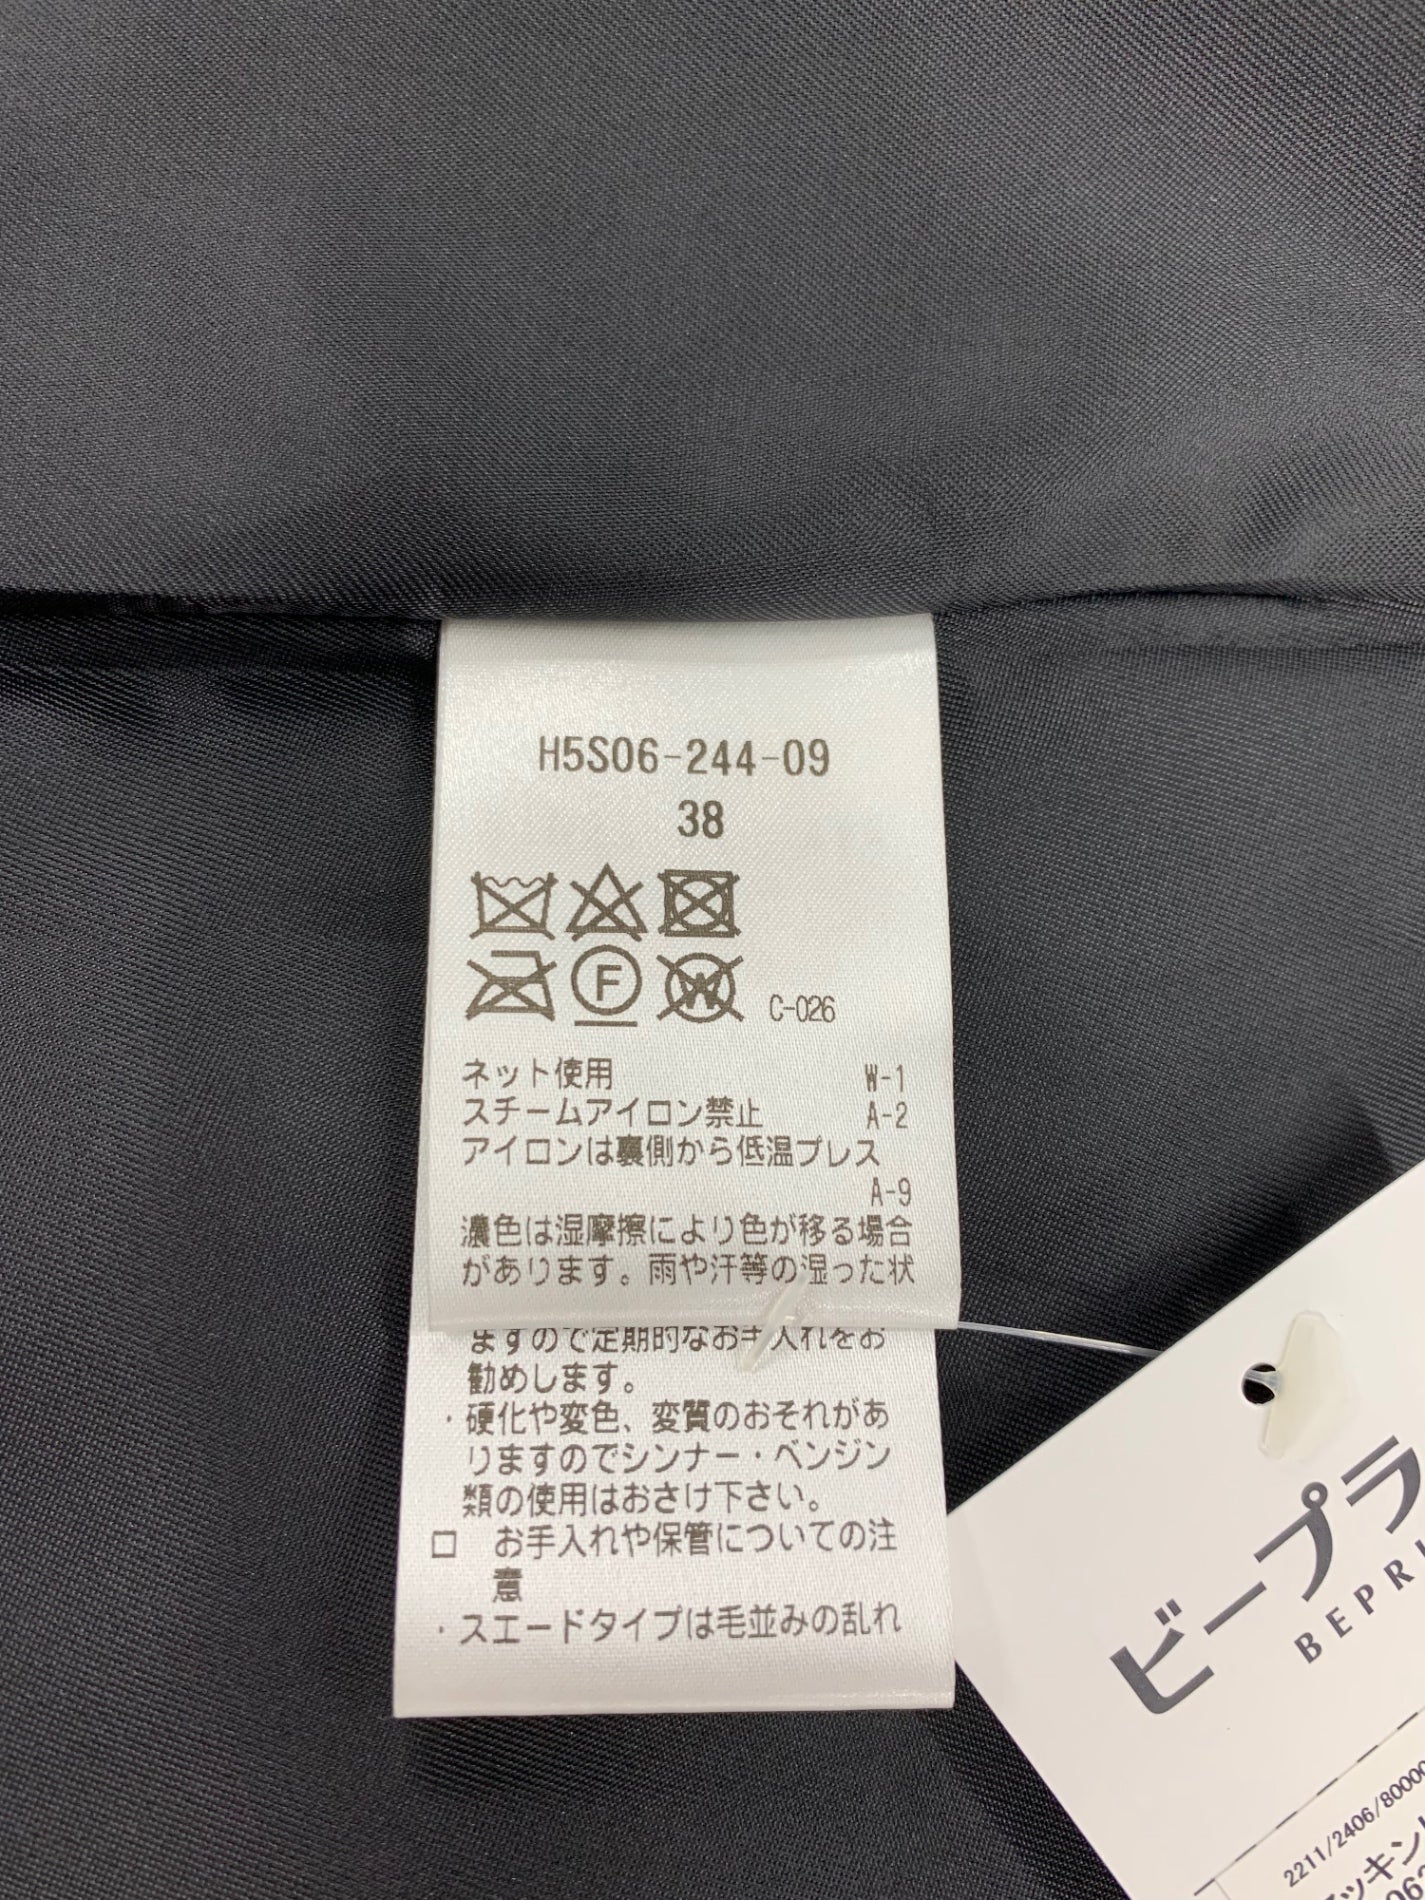 H5S06-244-09
38
F
W
C-026
ネット使用 W-1
スチームアイロン禁止 A-2
アイロンは裏側から低温プレス
A-9
濃色は湿摩擦により色が移る場合
があります。雨や汗等の湿った状
ますので定期的なお手入れをお
勧めします。
・硬化や変色、変質のおそれがあ
りますのでシンナー・ベンジン
類の使用はおさけ下さい。
□ お手入れや保管についての注
意
・スエードタイプは毛並みの乱れ
ビープラ
BEPR
2211/2406/80000